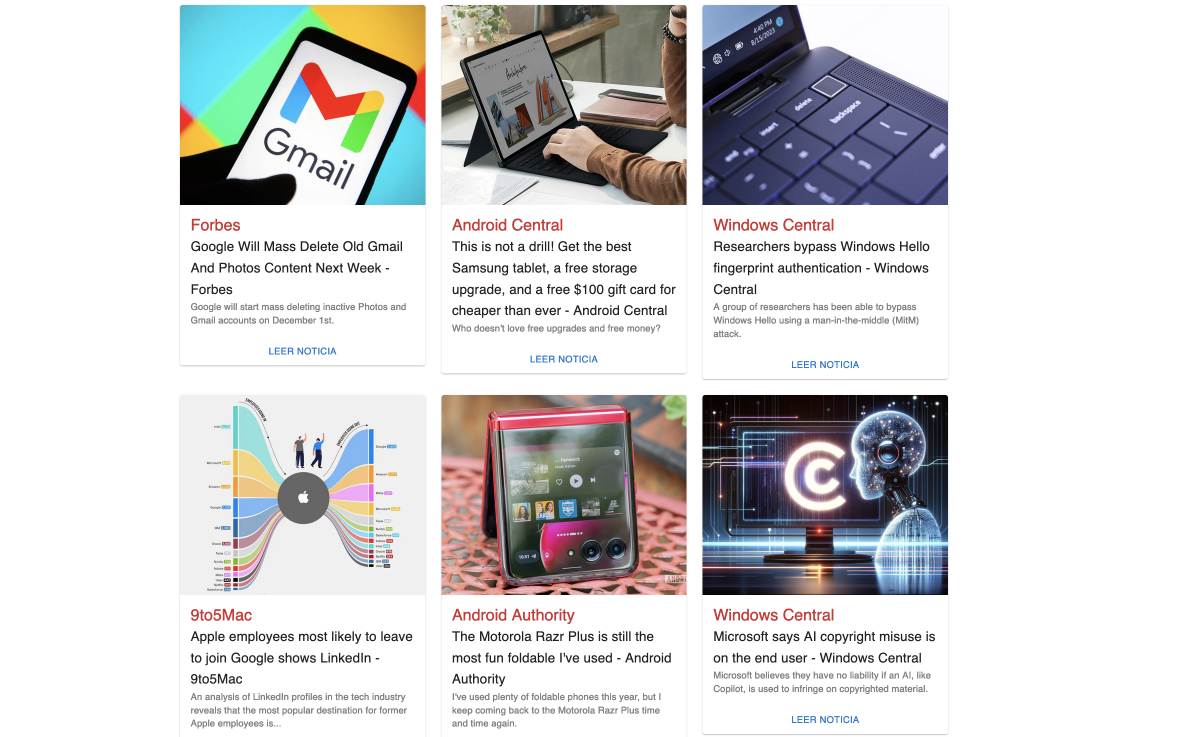 Gmail
4:40 PM
8/15/2023
delete
insert
backspace
Forbes
Google Will Mass Delete Old Gmail
And Photos Content Next Week -
Forbes
Google will start mass deleting inactive Photos and
Gmail accounts on December 1st.
LEER NOTICIA
Android Central
This is not a drill! Get the best
Samsung tablet, a free storage
upgrade, and a free $100 gift card for
cheaper than ever - Android Central
Who doesn't love free upgrades and free money?
LEER NOTICIA
Windows Central
Researchers bypass Windows Hello
fingerprint authentication - Windows
Central
A group of researchers has been able to bypass
Windows Hello using a man-in-the-middle (MitM)
attack.
LEER NOTICIA
9to5Mac
Apple employees most likely to leave
to join Google shows LinkedIn -
9to5Mac
An analysis of LinkedIn profiles in the tech industry
reveals that the most popular destination for former
Apple employees is...
Android Authority
The Motorola Razr Plus is still the
most fun foldable I've used - Android
Authority
I've used plenty of foldable phones this year, but I
keep coming back to the Motorola Razr Plus time
and time again.
C
Windows Central
Microsoft says AI copyright misuse is
on the end user - Windows Central
Microsoft believes they have no liability if an AI, like
Copilot, is used to infringe on copyrighted material.
LEER NOTICIA